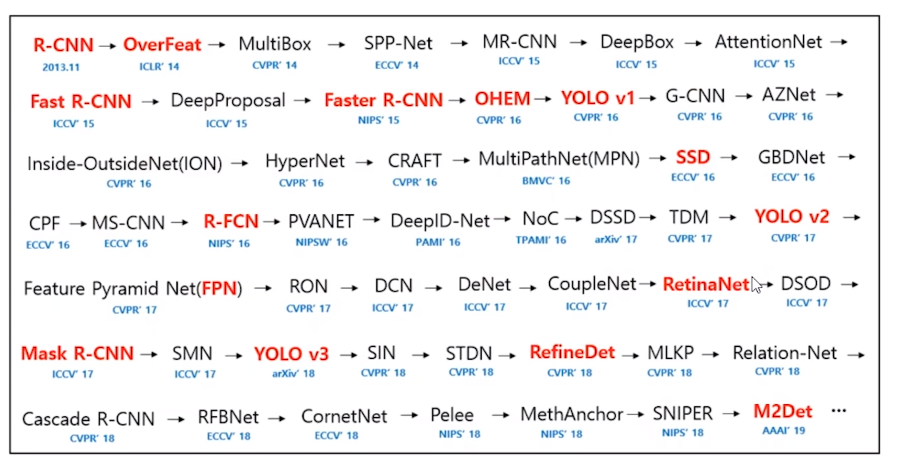 R-CNN → OverFeat → MultiBox → SPP-Net → MR-CNN → DeepBox → AttentionNet →
2013.11 ICLR' 14 CVPR' 14 ECCV' 14 ICCV' 15 ICCV' 15 ICCV' 15
Fast R-CNN → DeepProposal → Faster R-CNN → OHEM → YOLO v1 → G-CNN → AZNet →
ICCV' 15 ICCV' 15 NIPS' 15 CVPR' 16 CVPR' 16 CVPR' 16 CVPR' 16
Inside-OutsideNet(ION) → HyperNet → CRAFT → MultiPathNet(MPN) → SSD → GBDNet →
CVPR' 16 CVPR' 16 CVPR' 16 BMVC' 16 ECCV' 16 ECCV' 16
CPF → MS-CNN → R-FCN → PVANET → DeepID-Net → NoC → DSSD → TDM → YOLO v2 →
ECCV' 16 ECCV' 16 NIPS' 16 NIPSW' 16 PAMI' 16 TPAMI' 16 arXiv' 17 CVPR' 17 CVPR' 17
Feature Pyramid Net(FPN) → RON → DCN → DeNet → CoupleNet → RetinaNet → DSOD →
CVPR' 17 CVPR' 17 ICCV' 17 ICCV' 17 ICCV' 17 ICCV' 17 ICCV' 17
Mask R-CNN → SMN → YOLO v3 → SIN → STDN → RefineDet → MLKP → Relation-Net →
ICCV' 17 ICCV' 17 arXiv' 18 CVPR' 18 CVPR' 18 CVPR' 18 CVPR' 18 CVPR' 18
Cascade R-CNN → RFBNet → CornetNet → Pelee → MethAnchor → SNIPER → M2Det ···
CVPR' 18 ECCV' 18 ECCV' 18 NIPS' 18 NIPS' 18 NIPS' 18 AAAI' 19